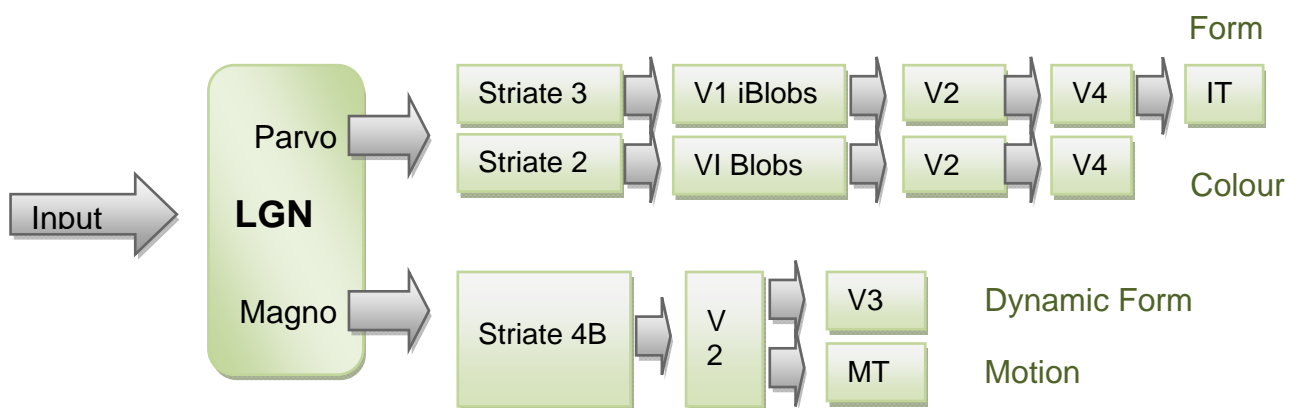 Form
Striate 3
V1 iBlobs
V2
V4
IT
Parvo
Striate 2
VI Blobs
V2
V4
Colour
Input
LGN
Magno
Striate 4B
V
2
V3
Dynamic Form
MT
Motion